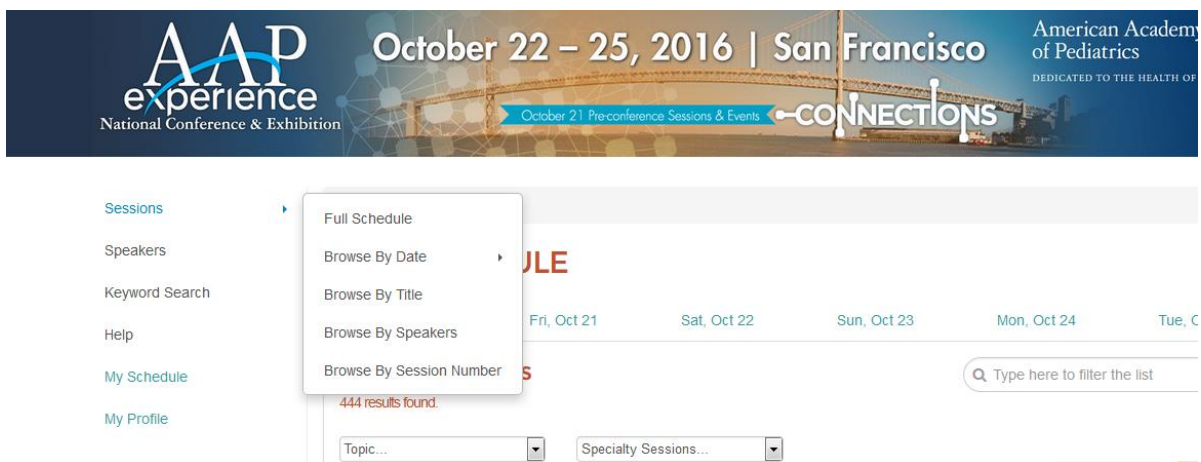 AAP
experience
National Conference & Exhibition
October 22 – 25, 2016 | San Francisco
October 21 Pre-conference Sessions & Events
CONNECTIONS
American Academy
of Pediatrics
DEDICATED TO THE HEALTH OF
Sessions
Speakers
Keyword Search
Help
My Schedule
My Profile
Full Schedule
Browse By Date
Browse By Title
Browse By Speakers
Browse By Session Number
ULE
Fri, Oct 21 Sat, Oct 22 Sun, Oct 23 Mon, Oct 24 Tue,
S
Type here to filter the list
444 results found.
Topic... Specialty Sessions...